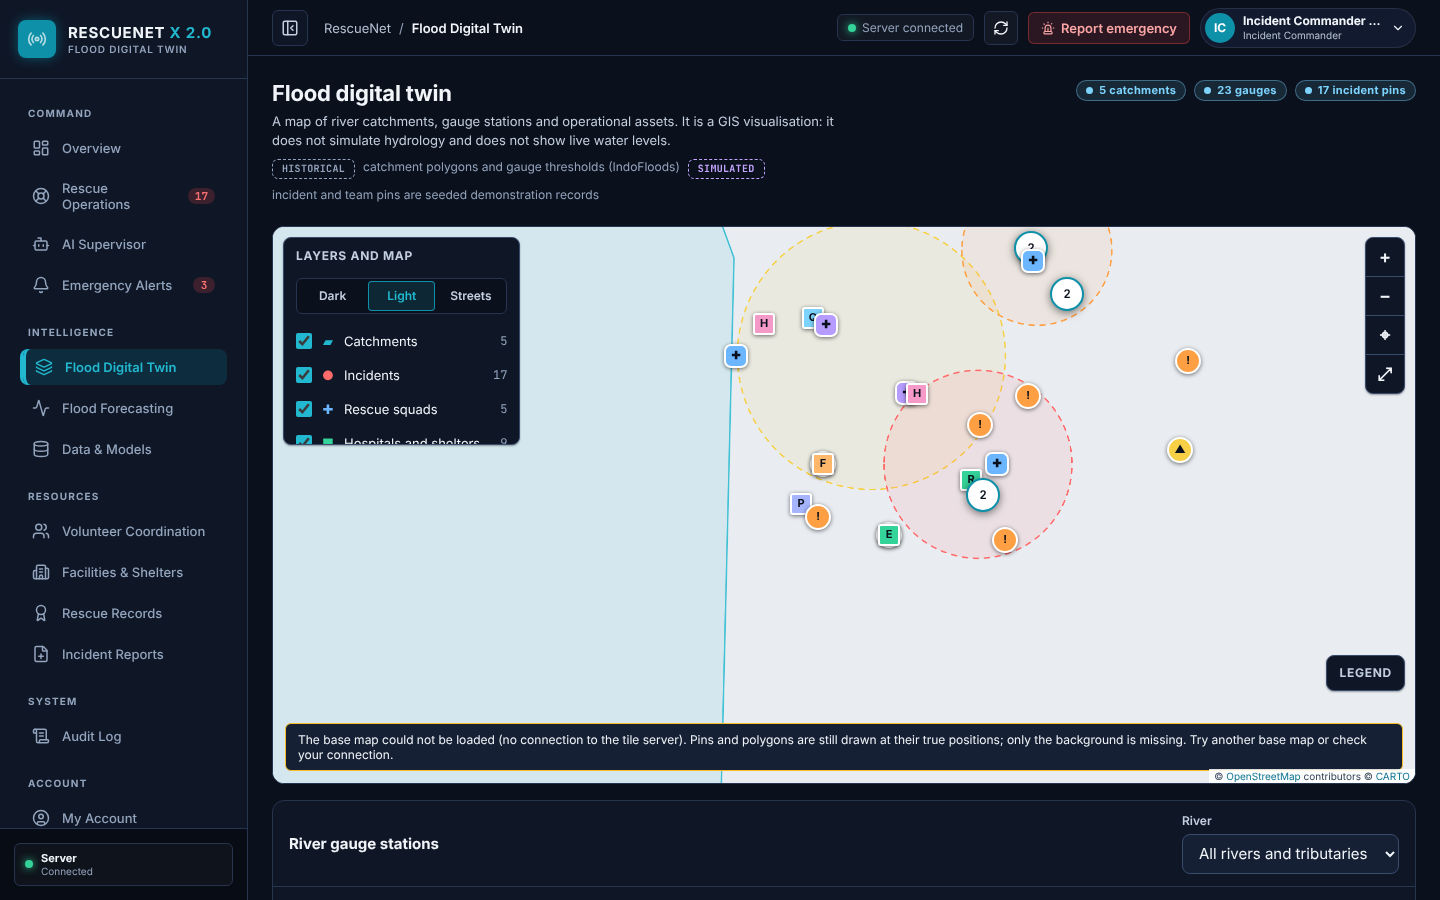 RESCUENET X 2.0
FLOOD DIGITAL TWIN
COMMAND
Overview
Rescue Operations 17
AI Supervisor
Emergency Alerts 3
INTELLIGENCE
Flood Digital Twin
Flood Forecasting
Data & Models
RESOURCES
Volunteer Coordination
Facilities & Shelters
Rescue Records
Incident Reports
SYSTEM
Audit Log
ACCOUNT
My Account
Server
Connected
RescueNet / Flood Digital Twin
Server connected
Report emergency
IC
Incident Commander ...
Incident Commander
Flood digital twin
5 catchments
23 gauges
17 incident pins
A map of river catchments, gauge stations and operational assets. It is a GIS visualisation: it
does not simulate hydrology and does not show live water levels.
HISTORICAL catchment polygons and gauge thresholds (IndoFloods) SIMULATED
incident and team pins are seeded demonstration records
LAYERS AND MAP
Dark Light Streets
Catchments 5
Incidents 17
Rescue squads 5
Hospitals and shelters 9
2
2
H
!
H
!
!
F
R
2
P
!
E
!
LEGEND
The base map could not be loaded (no connection to the tile server). Pins and polygons are still drawn at their true positions; only the background is missing. Try another base map or check
your connection.
© OpenStreetMap contributors © CARTO
River gauge stations
River
All rivers and tributaries